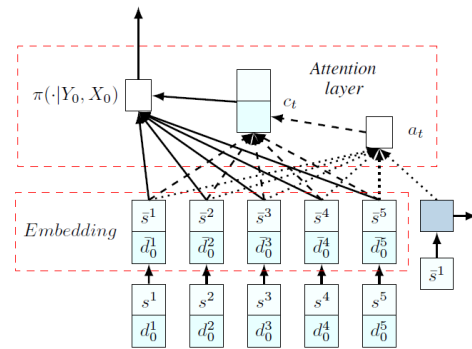 Attention
layer
π(·|Y₀, X₀)
cₜ
aₜ
Embedding
s̄¹ s̄² s̄³ s̄⁴ s̄⁵
d̄₀¹ d̄₀² d̄₀³ d̄₀⁴ d̄₀⁵
s̄¹
s¹ s² s³ s⁴ s⁵
d₀¹ d₀² d₀³ d₀⁴ d₀⁵